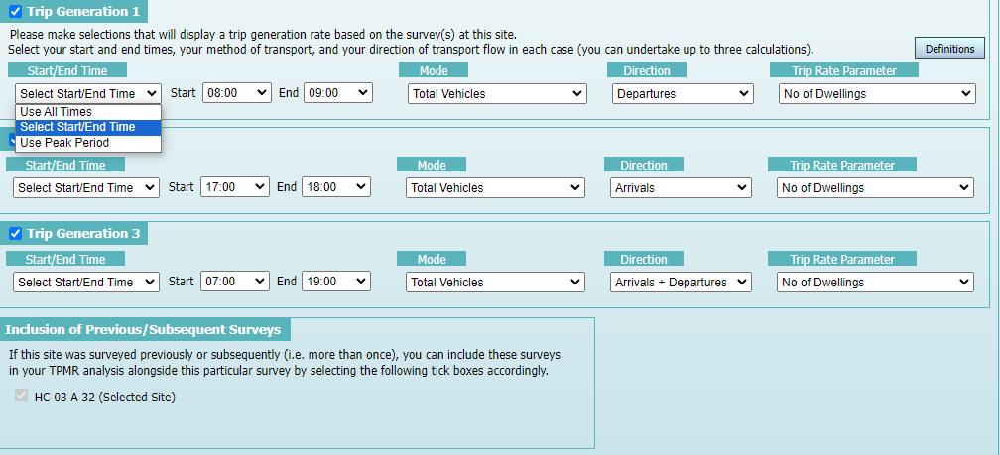 Trip Generation 1
Please make selections that will display a trip generation rate based on the survey(s) at this site.
Select your start and end times, your method of transport, and your direction of transport flow in each case (you can undertake up to three calculations).
Definitions
Start/End Time Mode Direction Trip Rate Parameter
Select Start/End Time Start 08:00 End 09:00 Total Vehicles Departures No of Dwellings
Use All Times
Select Start/End Time
Use Peak Period
Start/End Time Mode Direction Trip Rate Parameter
Select Start/End Time Start 17:00 End 18:00 Total Vehicles Arrivals No of Dwellings
Trip Generation 3
Start/End Time Mode Direction Trip Rate Parameter
Select Start/End Time Start 07:00 End 19:00 Total Vehicles Arrivals + Departures No of Dwellings
Inclusion of Previous/Subsequent Surveys
If this site was surveyed previously or subsequently (i.e. more than once), you can include these surveys
in your TPMR analysis alongside this particular survey by selecting the following tick boxes accordingly.
HC-03-A-32 (Selected Site)